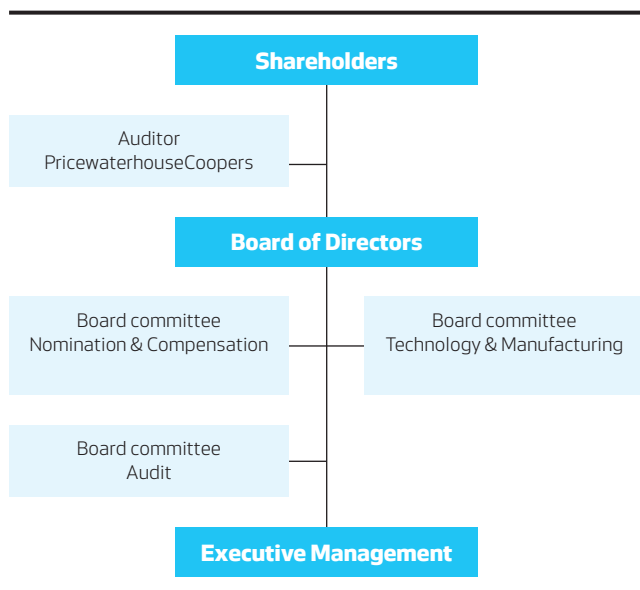 Shareholders
Auditor
PricewaterhouseCoopers
Board of Directors
Board committee
Nomination & Compensation
Board committee
Technology & Manufacturing
Board committee
Audit
Executive Management